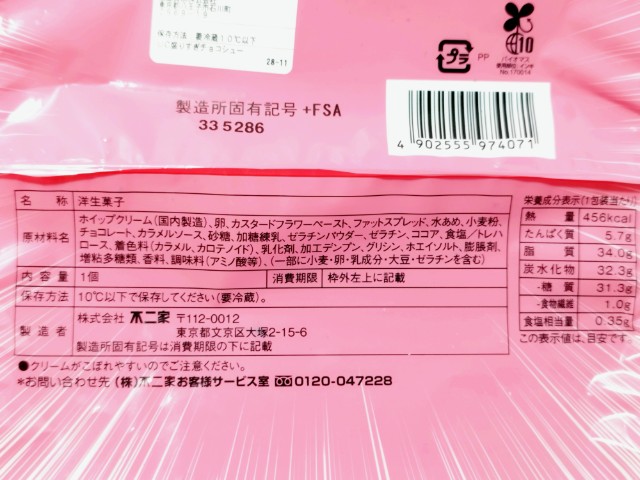 保存方法 要冷蔵10℃以下
28-11
プラ
PP
10
バイオマス
No.170014
製造所固有記号 +FSA
335286
4 902555 974071
名称 洋生菓子
原材料名 ホイップクリーム(国内製造)、卵、カスタードフラワーペースト、ファットスプレッド、水あめ、小麦粉、
チョコレート、カラメルソース、砂糖、加糖練乳、ゼラチンパウダー、ゼラチン、ココア、食塩/トレハ
ロース、着色料(カラメル、カロテノイド)、乳化剤、加工デンプン、グリシン、ホエイソルト、膨脹剤、
増粘多糖類、香料、調味料(アミノ酸等)、(一部に小麦・卵・乳成分・大豆・ゼラチンを含む)
内容量 1個 消費期限 枠外左上に記載
保存方法 10℃以下で保存してください(要冷蔵)。
製造者 株式会社 不二家 〒112-0012
東京都文京区大塚2-15-6
製造所固有記号は消費期限の下に記載
●クリームがこぼれやすいのでご注意ください。
*お問い合わせ先 (株)不二家お客様サービス室 0120-047228
栄養成分表示(1包装当たり)
熱量 456kcal
たんぱく質 5.7g
脂質 34.0g
炭水化物 32.3g
-糖質 31.3g
-食物繊維 1.0g
食塩相当量 0.35g
この表示値は、目安です。